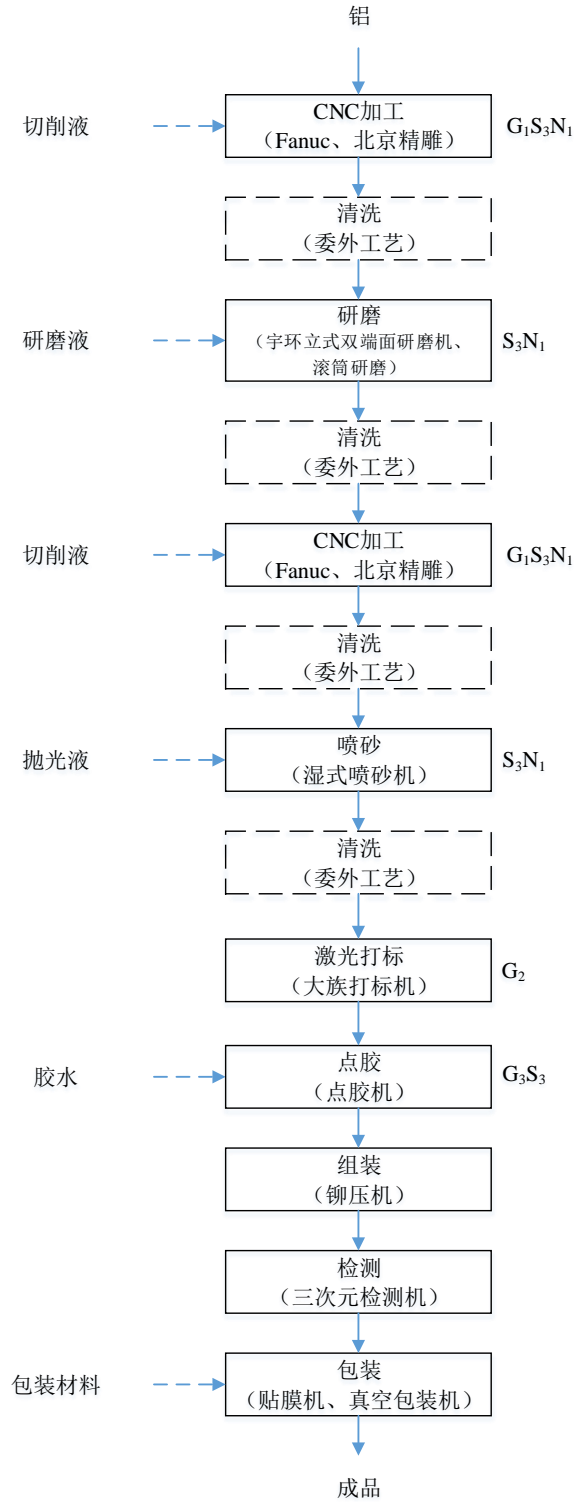 铝
CNC加工
切削液
（Fanuc、北京精雕）
G₁S₃N₁
清洗
（委外工艺）
研磨
研磨液
（宇环立式双端面研磨机、
滚筒研磨）
S₃N₁
清洗
（委外工艺）
CNC加工
切削液
（Fanuc、北京精雕）
G₁S₃N₁
清洗
（委外工艺）
喷砂
抛光液
（湿式喷砂机）
S₃N₁
清洗
（委外工艺）
激光打标
（大族打标机）
G₂
点胶
胶水
（点胶机）
G₃S₃
组装
（铆压机）
检测
（三次元检测机）
包装
包装材料
（贴膜机、真空包装机）
成品